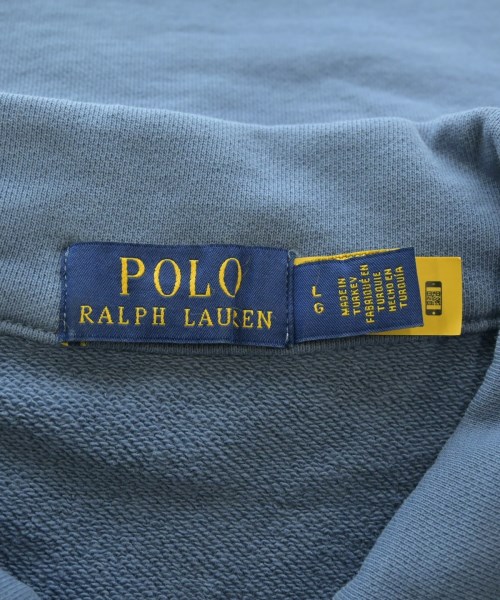 POLO
RALPH LAUREN
L
G
MADE IN
TURKEY
FABRIQUÉ EN
TURQUIE
HECHO EN
TURQUÍA